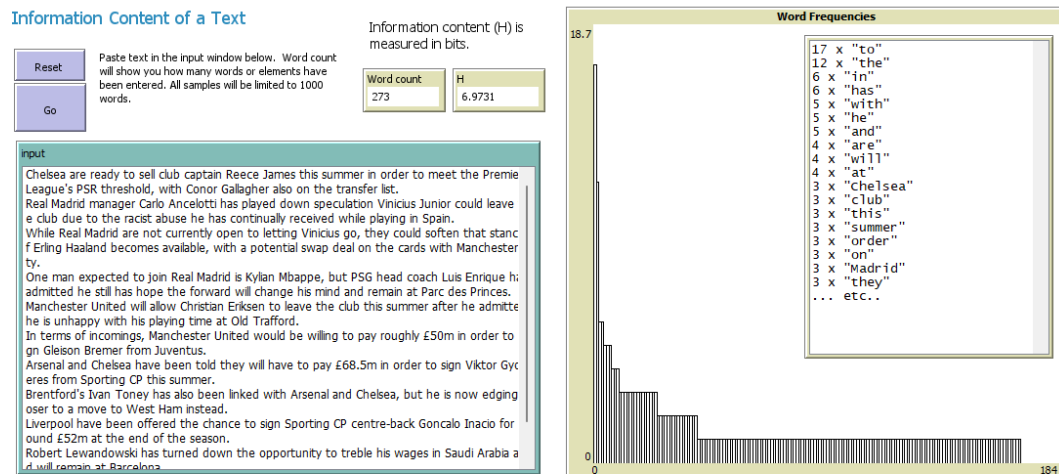 Information Content of a Text
Information content (H) is
measured in bits.
Reset
Go
Paste text in the input window below.  Word count
will show you how many words or elements have
been entered. All samples will be limited to 1000
words.
Word count
273
H
6.9731
input
Chelsea are ready to sell club captain Reece James this summer in order to meet the Premie
League's PSR threshold, with Conor Gallagher also on the transfer list.
Real Madrid manager Carlo Ancelotti has played down speculation Vinicius Junior could leave
e club due to the racist abuse he has continually received while playing in Spain.
While Real Madrid are not currently open to letting Vinicius go, they could soften that stanc
f Erling Haaland becomes available, with a potential swap deal on the cards with Manchester
ty.
One man expected to join Real Madrid is Kylian Mbappe, but PSG head coach Luis Enrique ha
admitted he still has hope the forward will change his mind and remain at Parc des Princes.
Manchester United will allow Christian Eriksen to leave the club this summer after he admitte
he is unhappy with his playing time at Old Trafford.
In terms of incomings, Manchester United would be willing to pay roughly £50m in order to
gn Gleison Bremer from Juventus.
Arsenal and Chelsea have been told they will have to pay £68.5m in order to sign Viktor Gyo
eres from Sporting CP this summer.
Brentford's Ivan Toney has also been linked with Arsenal and Chelsea, but he is now edging
oser to a move to West Ham instead.
Liverpool have been offered the chance to sign Sporting CP centre-back Goncalo Inacio for
ound £52m at the end of the season.
Robert Lewandowski has turned down the opportunity to treble his wages in Saudi Arabia a
d will remain at Barcelona
Word Frequencies
18.7
0
0
184
17 x "to"
12 x "the"
6 x "in"
6 x "has"
5 x "with"
5 x "he"
5 x "and"
4 x "are"
4 x "will"
4 x "at"
3 x "Chelsea"
3 x "club"
3 x "this"
3 x "summer"
3 x "order"
3 x "on"
3 x "Madrid"
3 x "they"
... etc..